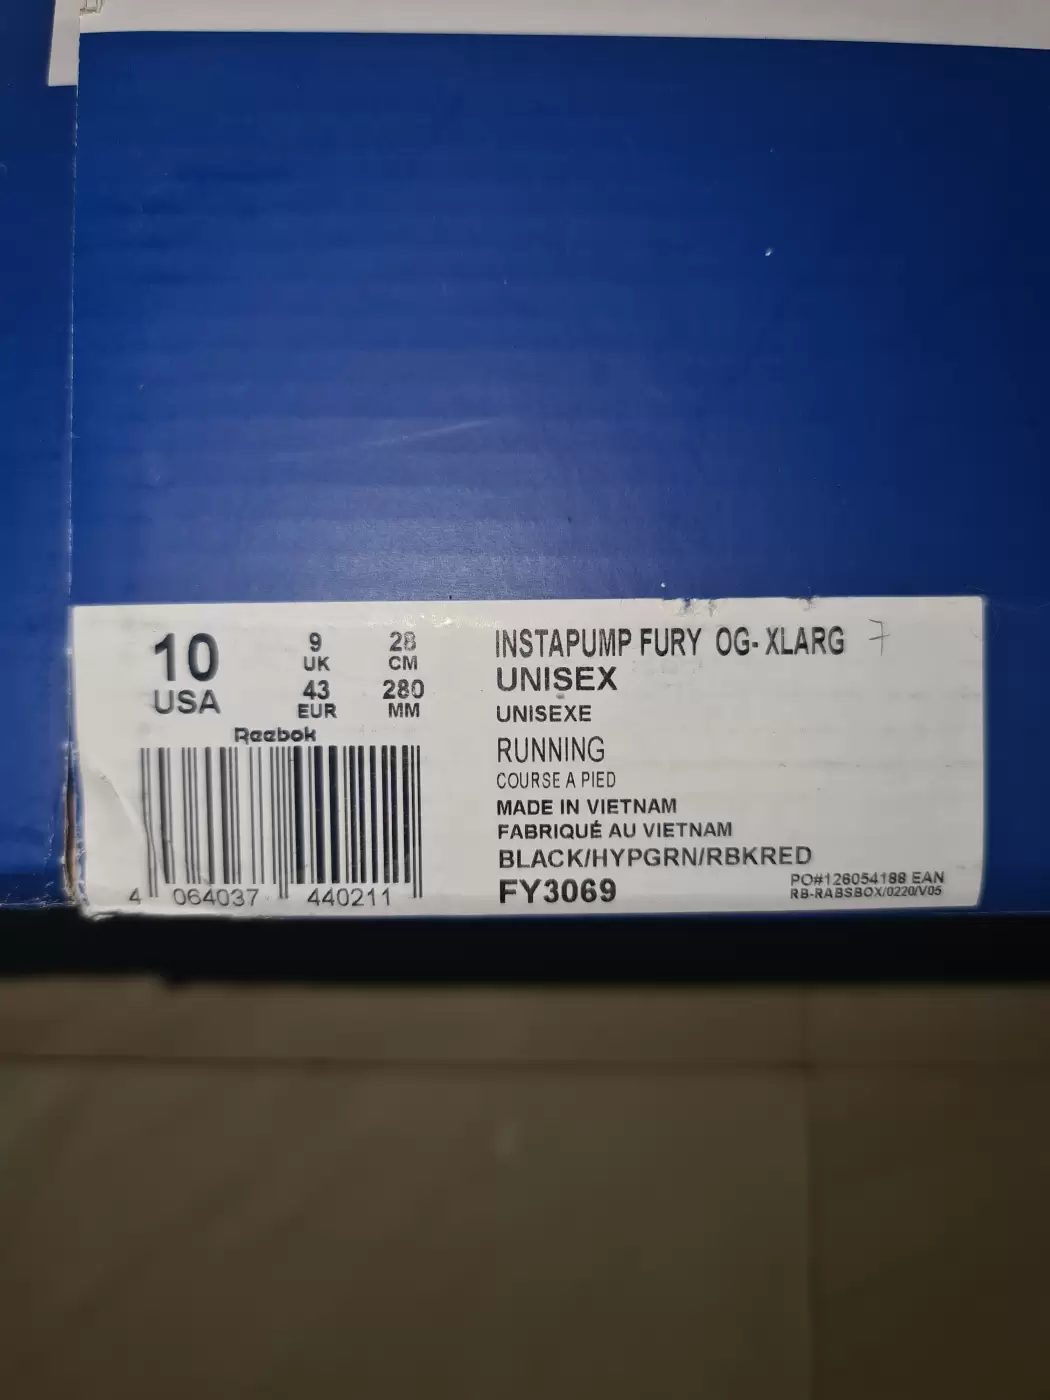 10
USA
9
UK
43
EUR
28
CM
280
MM
Reebok
4 064037 440211
INSTAPUMP FURY OG- XLARG 7
UNISEX
UNISEXE
RUNNING
COURSE A PIED
MADE IN VIETNAM
FABRIQUÉ AU VIETNAM
BLACK/HYPGRN/RBKRED
FY3069
PO#126054188 EAN
RB-RABSBOX/0220/V05